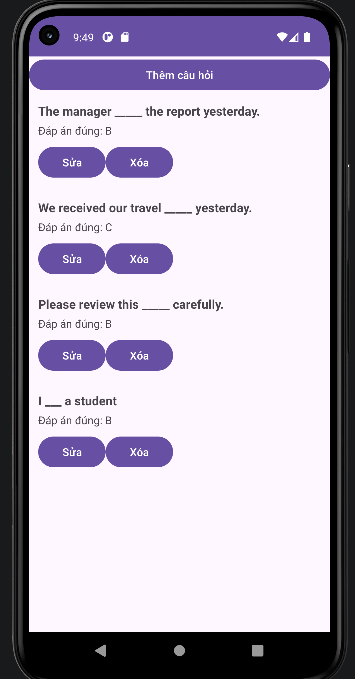 9:49
Thêm câu hỏi
The manager _____ the report yesterday.
Đáp án đúng: B
Sửa Xóa
We received our travel _____ yesterday.
Đáp án đúng: C
Sửa Xóa
Please review this _____ carefully.
Đáp án đúng: B
Sửa Xóa
I ___ a student
Đáp án đúng: B
Sửa Xóa